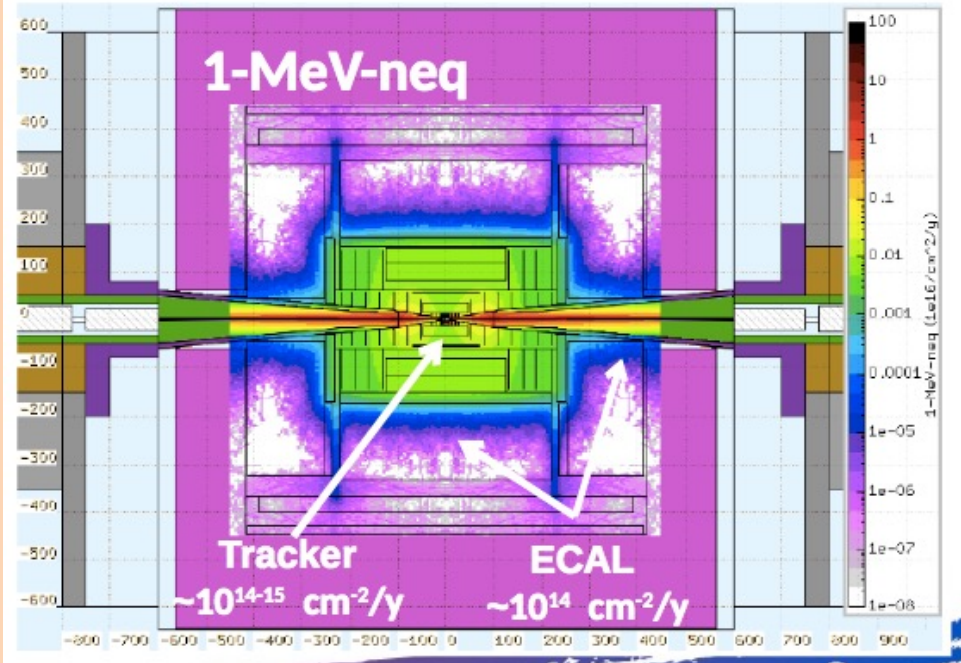 600
500
400
300
200
100
0
-100
-200
-300
-400
-500
-600
1-MeV-neq
Tracker
~10¹⁴⁻¹⁵ cm⁻²/y
ECAL
~10¹⁴ cm⁻²/y
-800 -700 -600 -500 -400 -300 -200 -100 0 100 200 300 400 500 600 700 800 900
100
10
1
0.1
0.01
0.001
0.0001
1e-05
1e-06
1e-07
1e-08
1-MeV-neq (1e16/cm^2/y)